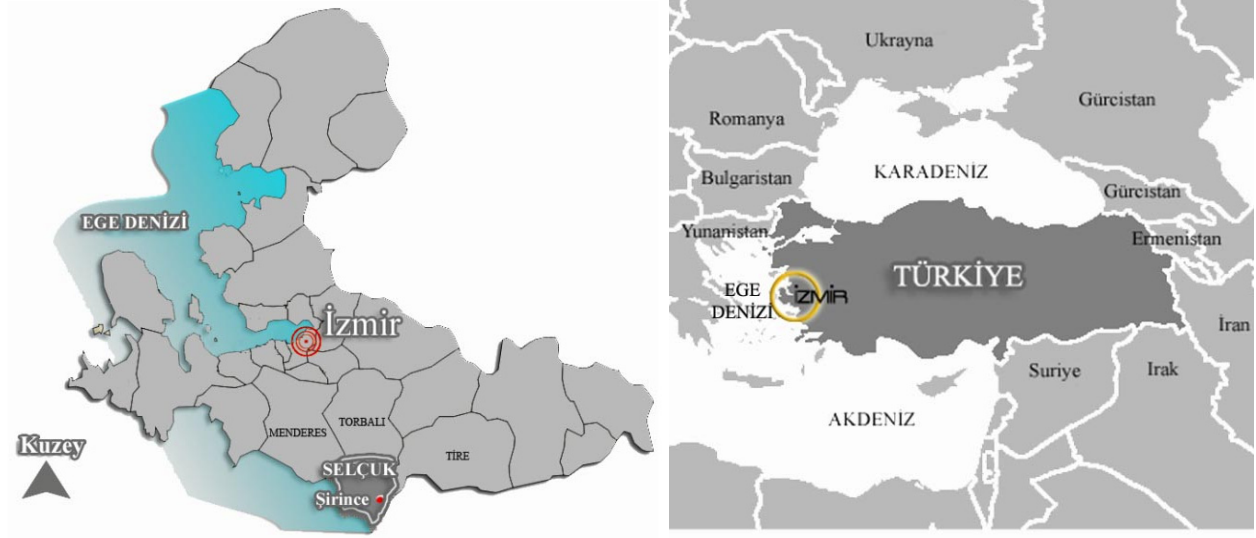 EGE DENİZİ
İzmir
MENDERES
TORBALI
TİRE
SELÇUK
Şirince
Kuzey
Ukrayna
Gürcistan
Romanya
KARADENİZ
Bulgaristan
Gürcistan
Yunanistan
Ermenistan
TÜRKİYE
EGE
DENİZİ
İZMİR
İran
Suriye
Irak
AKDENİZ